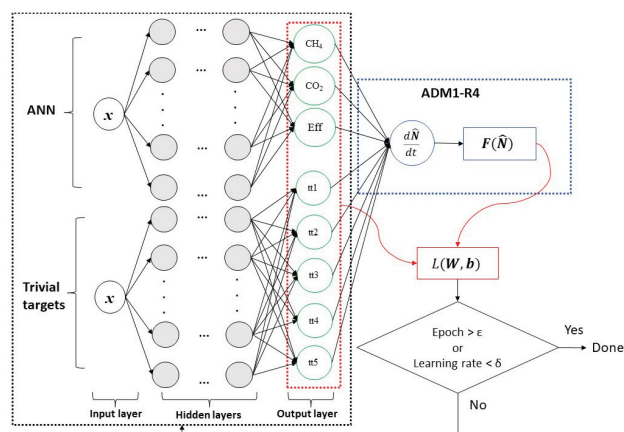 ANN
x
...
...
...
...
CH4
CO2
Eff
ADM1-R4
dN̂
dt
F(N̂)
Trivial
targets
x
...
...
...
...
tt1
tt2
tt3
tt4
tt5
L(W, b)
Epoch > ε
or
Learning rate < δ
Yes
Done
No
Input layer
Hidden layers
Output layer